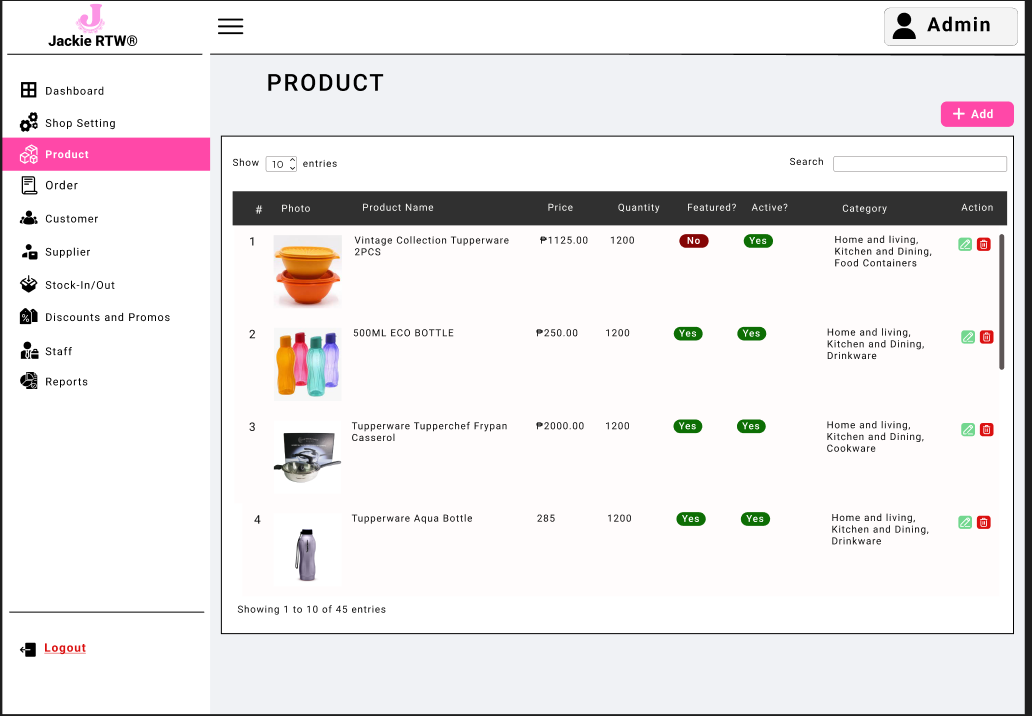 Jackie RTW®
Admin
Dashboard
Shop Setting
Product
Order
Customer
Supplier
Stock-In/Out
Discounts and Promos
Staff
Reports
Logout
PRODUCT
+ Add
Show 10 entries
Search
# Photo Product Name Price Quantity Featured? Active? Category Action
1 Vintage Collection Tupperware ₱1125.00 1200 No Yes Home and living,
2PCS Kitchen and Dining,
Food Containers
2 500ML ECO BOTTLE ₱250.00 1200 Yes Yes Home and living,
Kitchen and Dining,
Drinkware
3 Tupperware Tupperchef Frypan ₱2000.00 1200 Yes Yes Home and living,
Casserol Kitchen and Dining,
Cookware
4 Tupperware Aqua Bottle 285 1200 Yes Yes Home and living,
Kitchen and Dining,
Drinkware
Showing 1 to 10 of 45 entries